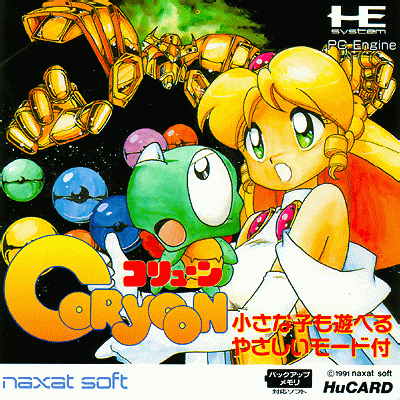 HE
SYSTEM
PC Engine
コリューン
CORYOON
小さな子も遊べる
やさしいモード付
naxat soft
バックアップ
メモリ
対応ソフト
©1991 naxat soft
HuCARD